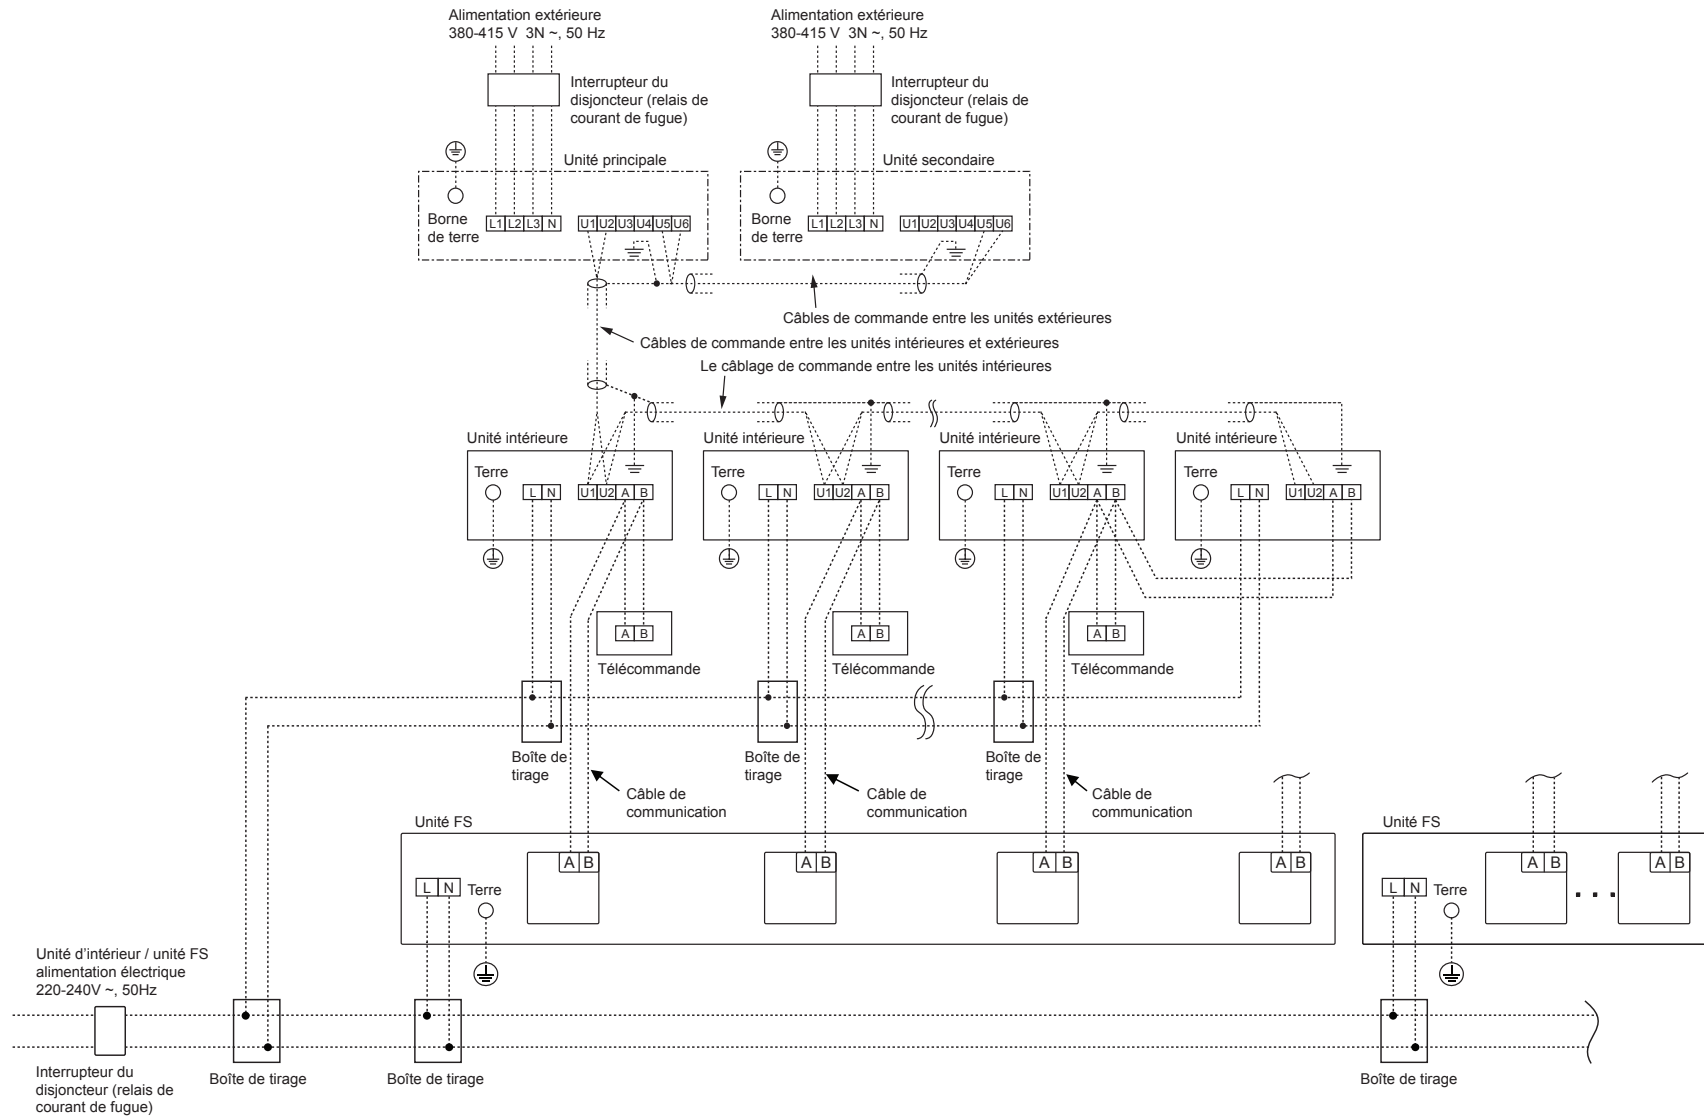 Alimentation extérieure
380-415 V 3N ~, 50 Hz
Alimentation extérieure
380-415 V 3N ~, 50 Hz
Interrupteur du
disjoncteur (relais de
courant de fugue)
Interrupteur du
disjoncteur (relais de
courant de fugue)
Unité principale
Unité secondaire
Borne
de terre
L1 L2 L3 N
U1 U2 U3 U4 U5 U6
Borne
de terre
L1 L2 L3 N
U1 U2 U3 U4 U5 U6
Câbles de commande entre les unités extérieures
Câbles de commande entre les unités intérieures et extérieures
Le câblage de commande entre les unités intérieures
Unité intérieure
Unité intérieure
Unité intérieure
Unité intérieure
Terre
L N
U1 U2 A B
Terre
L N
U1 U2 A B
Terre
L N
U1 U2 A B
Terre
L N
U1 U2 A B
A B
A B
A B
Télécommande
Télécommande
Télécommande
Boîte de
tirage
Boîte de
tirage
Boîte de
tirage
Câble de
communication
Câble de
communication
Câble de
communication
Unité FS
Unité FS
A B
A B
A B
A B
A B
A B
L N
Terre
L N
Terre
Unité d'intérieur / unité FS
alimentation électrique
220-240V ~, 50Hz
Interrupteur du
disjoncteur (relais de
courant de fugue)
Boîte de tirage
Boîte de tirage
Boîte de tirage